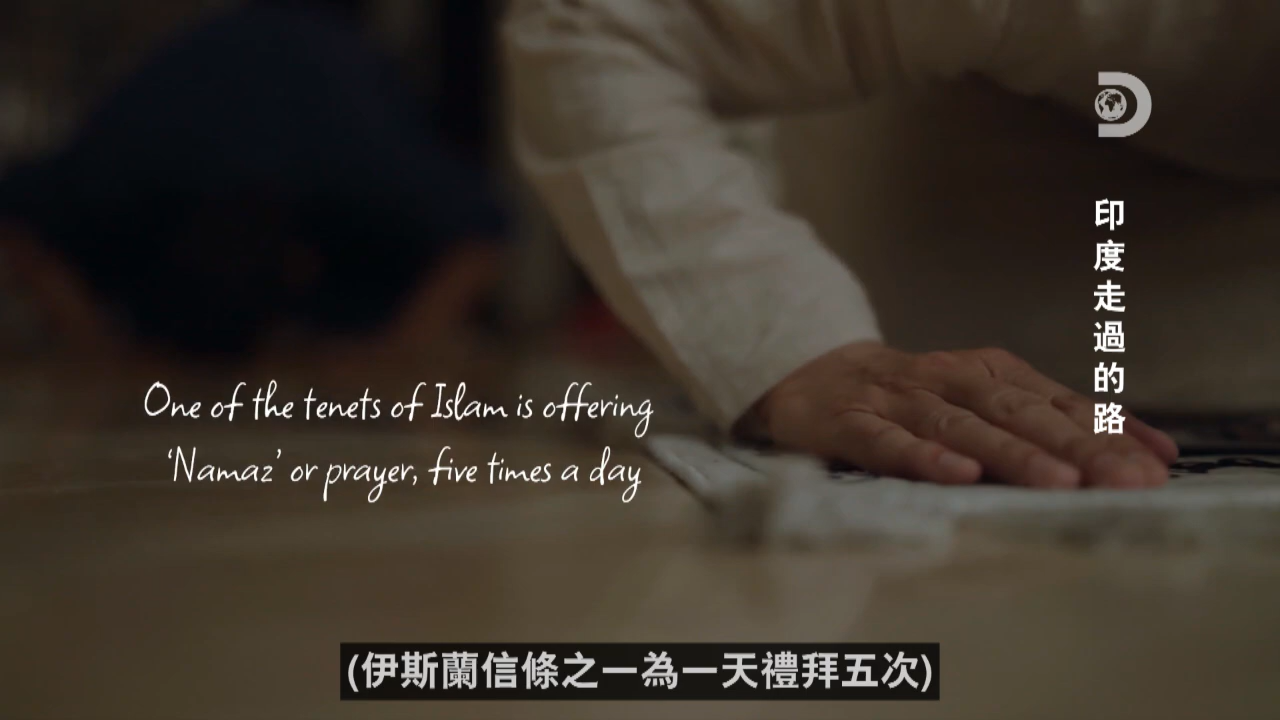 印度走過的路
One of the tenets of Islam is offering
‘Namaz’ or prayer, five times a day
(伊斯蘭信條之一為一天禮拜五次)